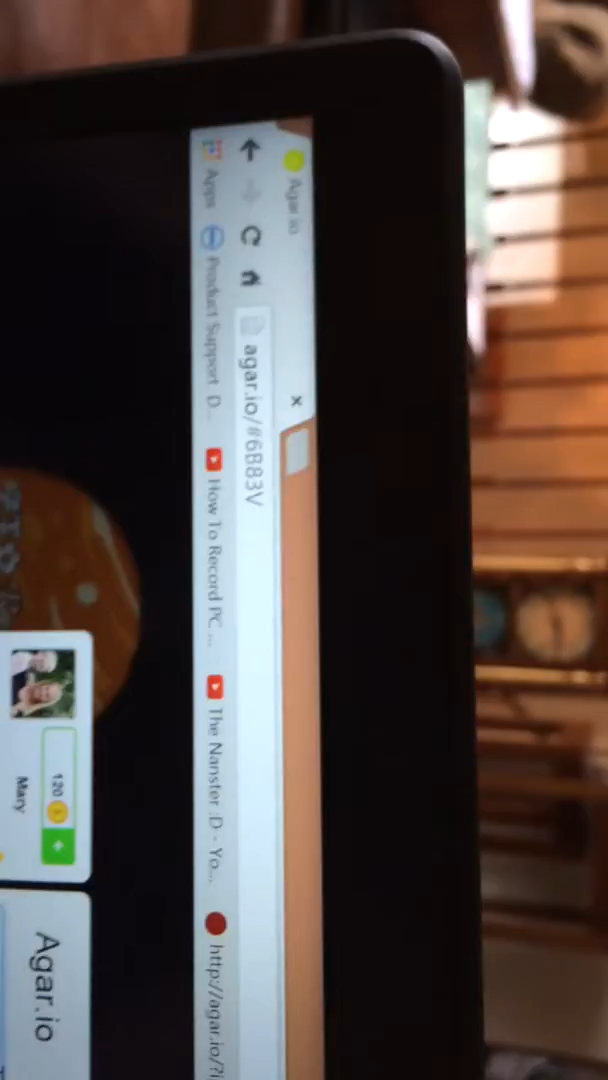 Agar.io
agar.io/#6B83V
Apps Product Support D... How To Record PC ... The Nanster :D - Yo... http://agar.io/?i
120
Mary
Agar.io